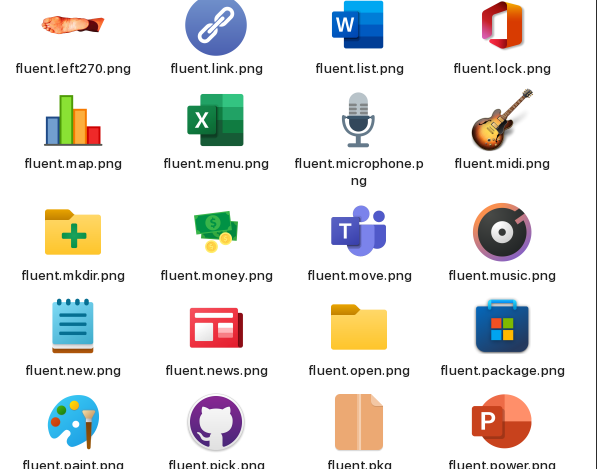 W
fluent.left270.png
fluent.link.png
fluent.list.png
fluent.lock.png
X
fluent.map.png
fluent.menu.png
fluent.microphone.p
ng
fluent.midi.png
$
T
fluent.mkdir.png
fluent.money.png
fluent.move.png
fluent.music.png
fluent.new.png
fluent.news.png
fluent.open.png
fluent.package.png
P
fluent.paint.png
fluent.pick.png
fluent.pkg
fluent.power.png